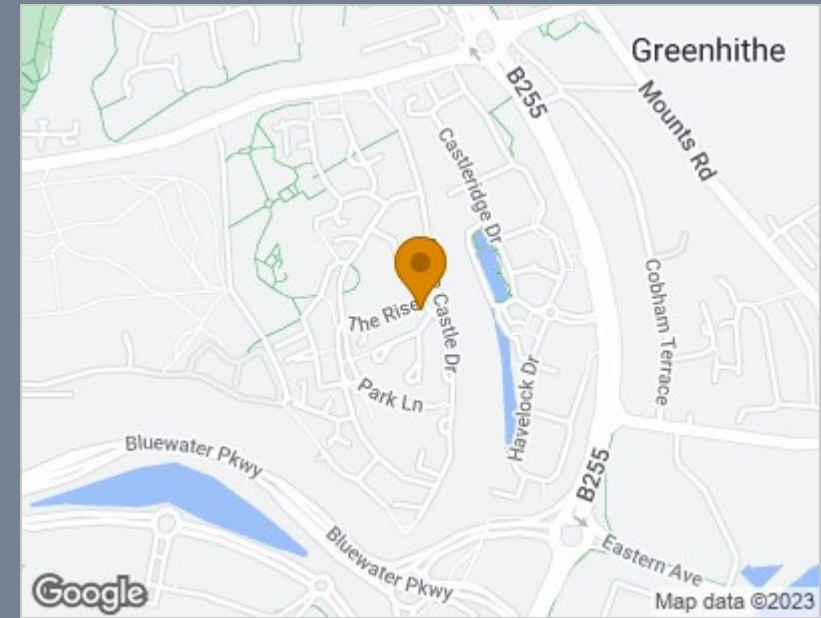 Greenhithe
B255
Mounts Rd
Castleridge Dr
Cobham Terrace
The Rise
Castle Dr
Park Ln
Havelock Dr
Bluewater Pkwy
B255
Bluewater Pkwy
Eastern Ave
Google
Map data ©2023